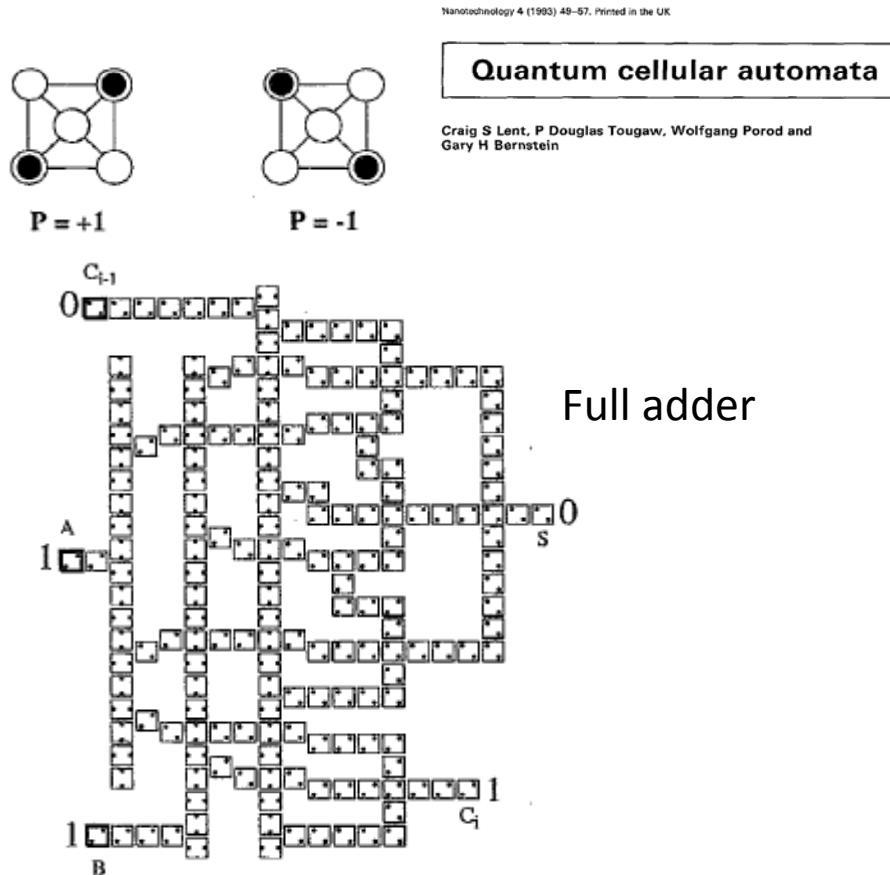 Nanotechnology 4 (1993) 49–57. Printed in the UK
Quantum cellular automata
Craig S Lent, P Douglas Tougaw, Wolfgang Porod and
Gary H Bernstein
P = +1
P = -1
Ci-1
0
Full adder
A
1
0
S
1
Ci
1
B